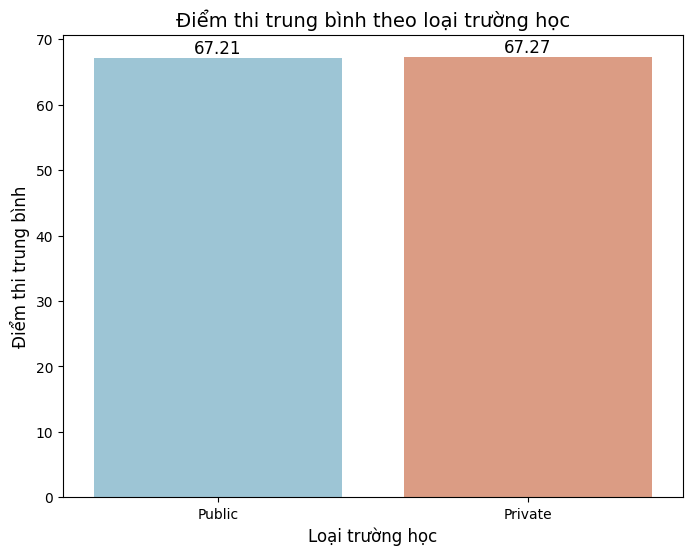 Điểm thi trung bình theo loại trường học
67.21
67.27
70
60
50
40
30
20
10
0
Điểm thi trung bình
Public
Private
Loại trường học